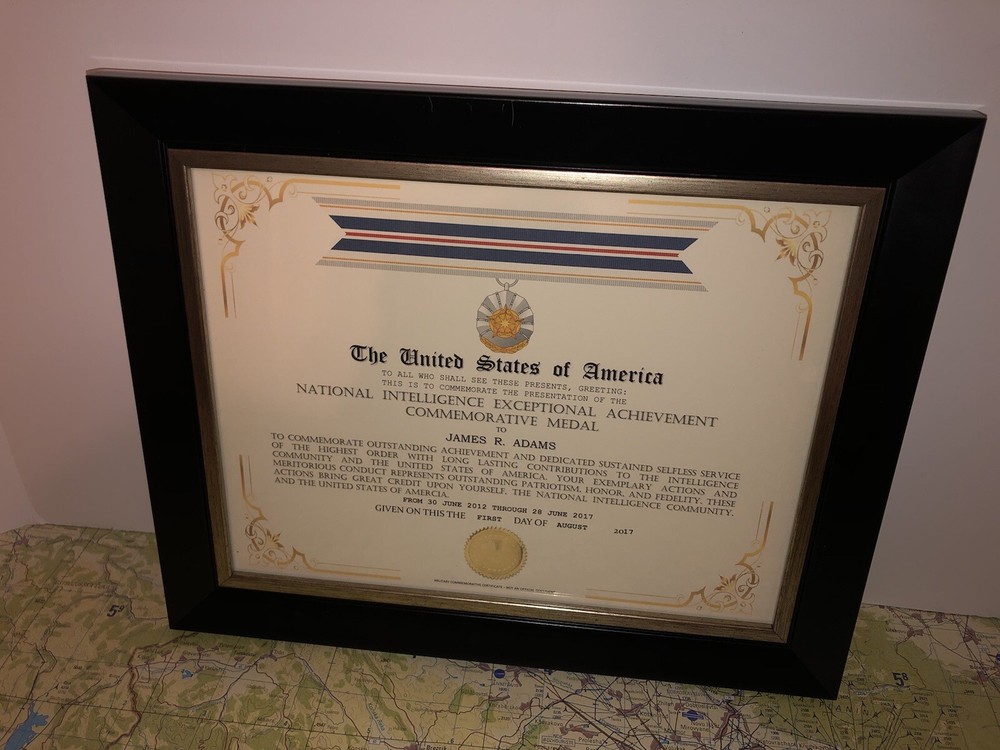 The United States of America
TO ALL WHO SHALL SEE THESE PRESENTS, GREETING:
THIS IS TO COMMEMORATE THE PRESENTATION OF THE
NATIONAL INTELLIGENCE EXCEPTIONAL ACHIEVEMENT
COMMEMORATIVE MEDAL
TO
JAMES R. ADAMS
TO COMMEMORATE OUTSTANDING ACHIEVEMENT AND DEDICATED SUSTAINED SELFLESS SERVICE
OF THE HIGHEST ORDER WITH LONG LASTING CONTRIBUTIONS TO THE INTELLIGENCE
COMMUNITY AND THE UNITED STATES OF AMERICA. YOUR EXEMPLARY ACTIONS AND
MERITORIOUS CONDUCT REPRESENTS OUTSTANDING PATRIOTISM, HONOR, AND FEDELITY. THESE
ACTIONS BRING GREAT CREDIT UPON YOURSELF, THE NATIONAL INTELLIGENCE COMMUNITY,
AND THE UNITED STATES OF AMERCIA.
FROM 30 JUNE 2012 THROUGH 28 JUNE 2017
GIVEN ON THIS THE FIRST DAY OF AUGUST 2017
MILITARY COMMEMORATIVE CERTIFICATE
58
58